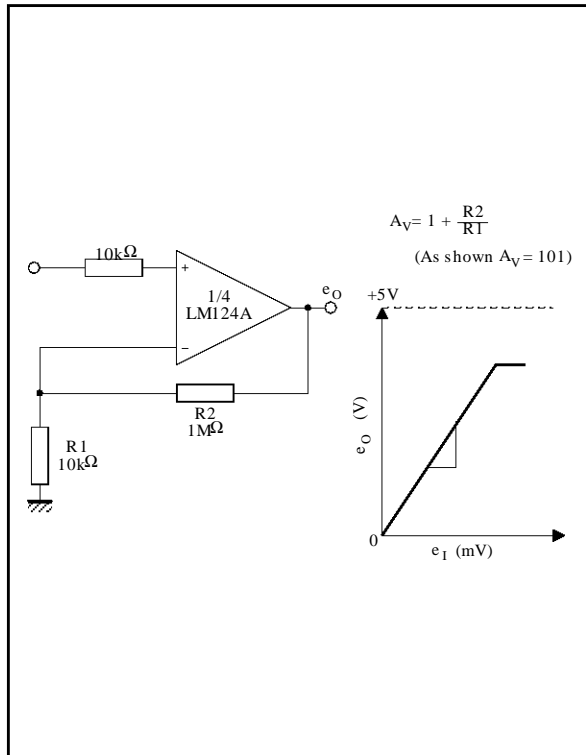 10kΩ
+
1/4
LM124A
−
e_O
R2
1MΩ
R1
10kΩ
A_V = 1 + R2/R1
(As shown A_V = 101)
+5V
e_O (V)
0
e_I (mV)